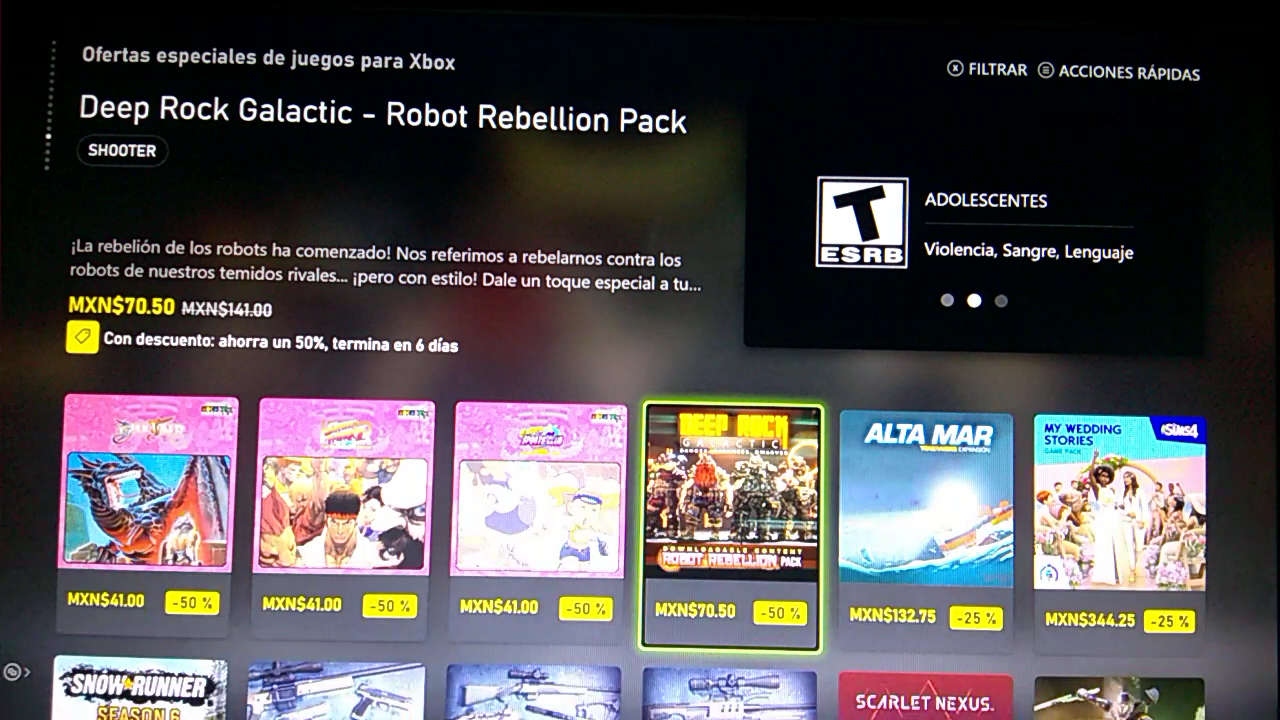 Ofertas especiales de juegos para Xbox
FILTRAR
ACCIONES RÁPIDAS
Deep Rock Galactic - Robot Rebellion Pack
SHOOTER
T
ESRB
ADOLESCENTES
Violencia, Sangre, Lenguaje
¡La rebelión de los robots ha comenzado! Nos referimos a rebelarnos contra los
robots de nuestros temidos rivales... ¡pero con estilo! Dale un toque especial a tu...
MXN$70.50 MXN$141.00
Con descuento: ahorra un 50%, termina en 6 días
DEEP ROCK
GALACTIC
DOWNLOADABLE CONTENT
ROBOT REBELLION PACK
ALTA MAR
EXPANSIÓN
MY WEDDING
STORIES
GAME PACK
SIMS4
MXN$41.00 -50 %
MXN$41.00 -50 %
MXN$41.00 -50 %
MXN$70.50 -50 %
MXN$132.75 -25 %
MXN$344.25 -25 %
SNOWRUNNER
SEASON 6
SCARLET NEXUS